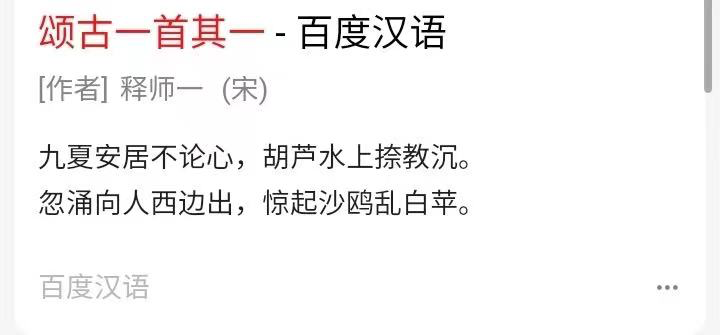 颂古一首其一 - 百度汉语
[作者] 释师一 (宋)
九夏安居不论心，胡芦水上捺教沉。
忽涌向人西边出，惊起沙鸥乱白苹。
百度汉语